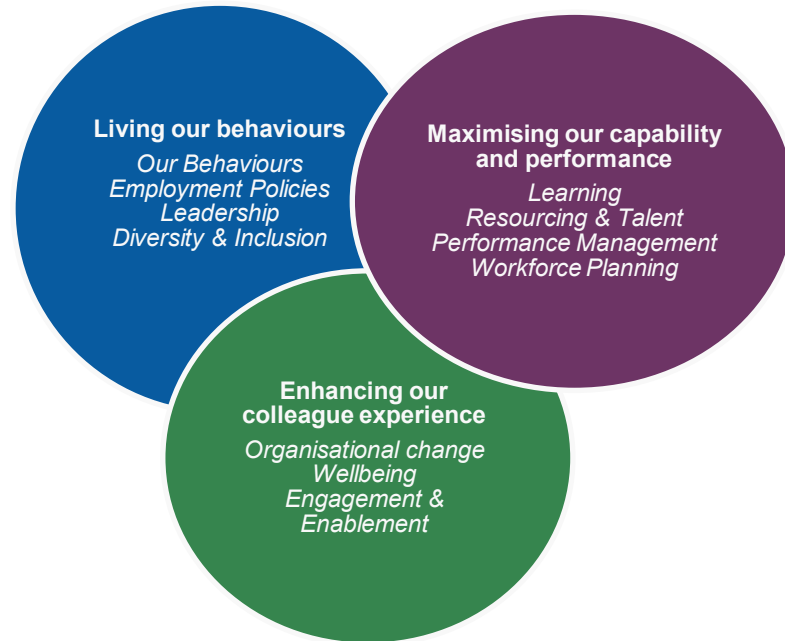 Living our behaviours
Our Behaviours
Employment Policies
Leadership
Diversity & Inclusion
Maximising our capability
and performance
Learning
Resourcing & Talent
Performance Management
Workforce Planning
Enhancing our
colleague experience
Organisational change
Wellbeing
Engagement &
Enablement